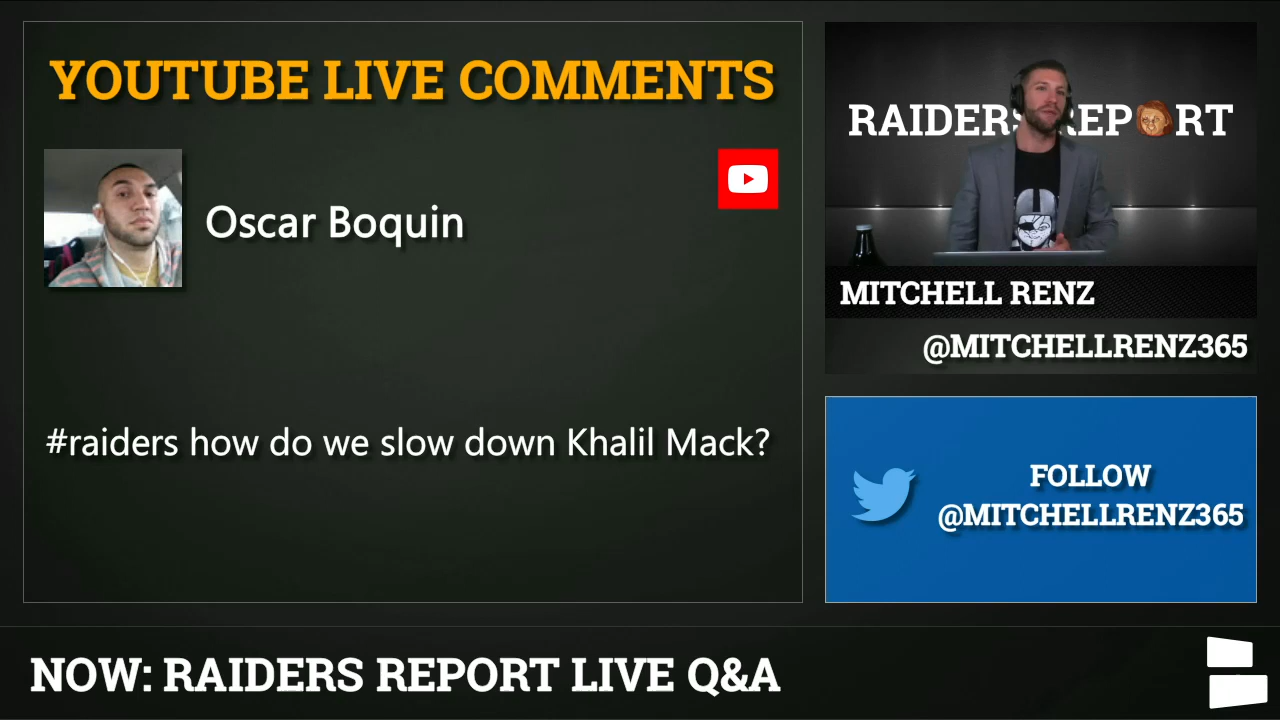 YOUTUBE LIVE COMMENTS
Oscar Boquin
#raiders how do we slow down Khalil Mack?
RAIDERS REPORT
MITCHELL RENZ
@MITCHELLRENZ365
FOLLOW
@MITCHELLRENZ365
NOW: RAIDERS REPORT LIVE Q&A